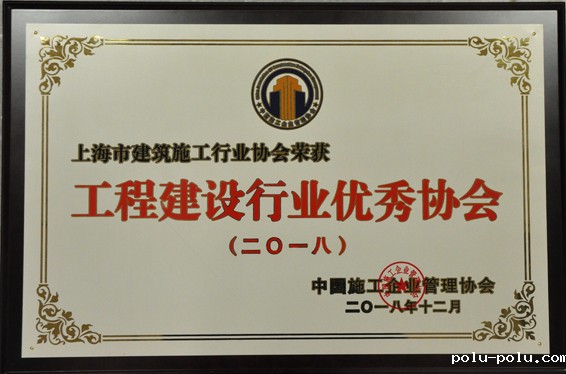 上海市建筑施工行业协会荣获
工程建设行业优秀协会
(二〇一八)
中国施工企业管理协会
二〇一八年十二月
polu-polu.com